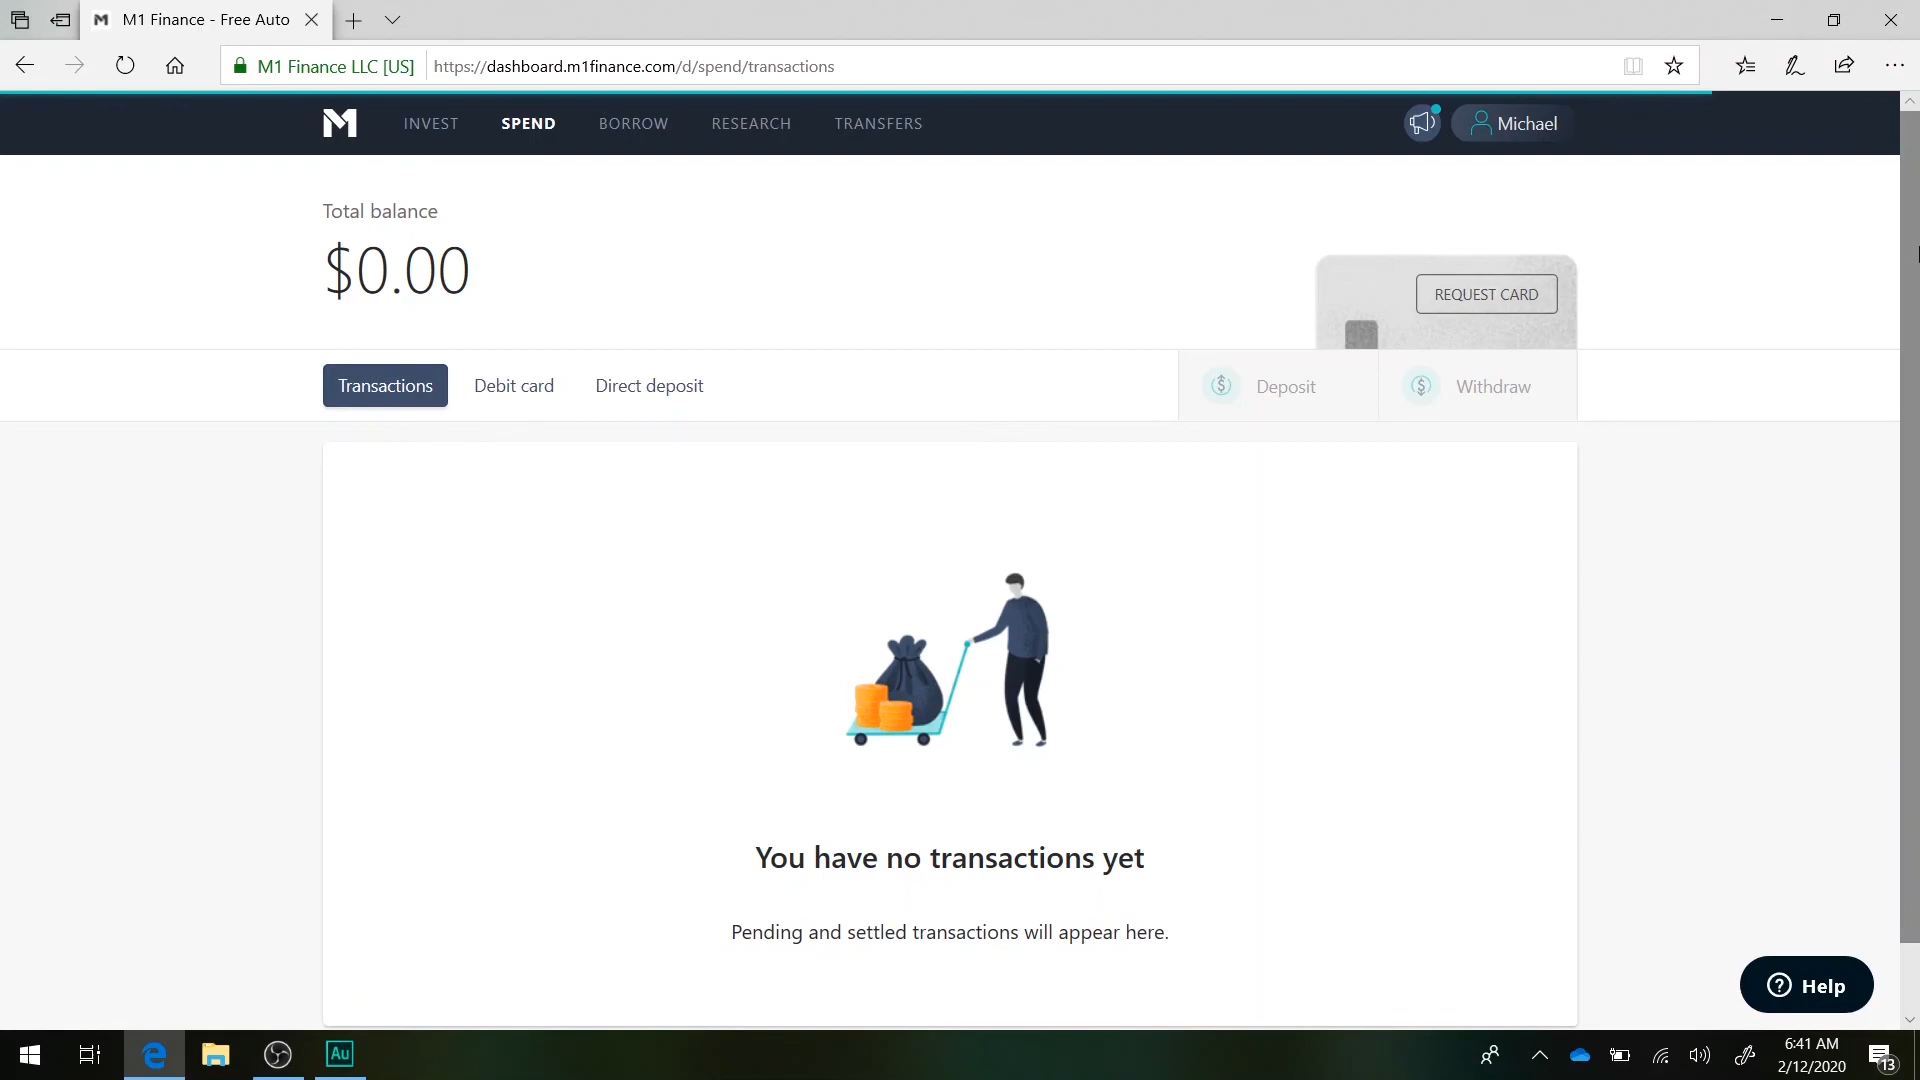 M1 Finance - Free Auto
M1 Finance LLC [US] https://dashboard.m1finance.com/d/spend/transactions
M INVEST SPEND BORROW RESEARCH TRANSFERS Michael
Total balance
$0.00
REQUEST CARD
Transactions Debit card Direct deposit Deposit Withdraw
You have no transactions yet
Pending and settled transactions will appear here.
Help
Au
6:41 AM
2/12/2020
13